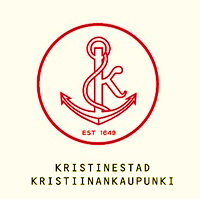 K
EST 1649
KRISTINESTAD
KRISTIINANKAUPUNKI